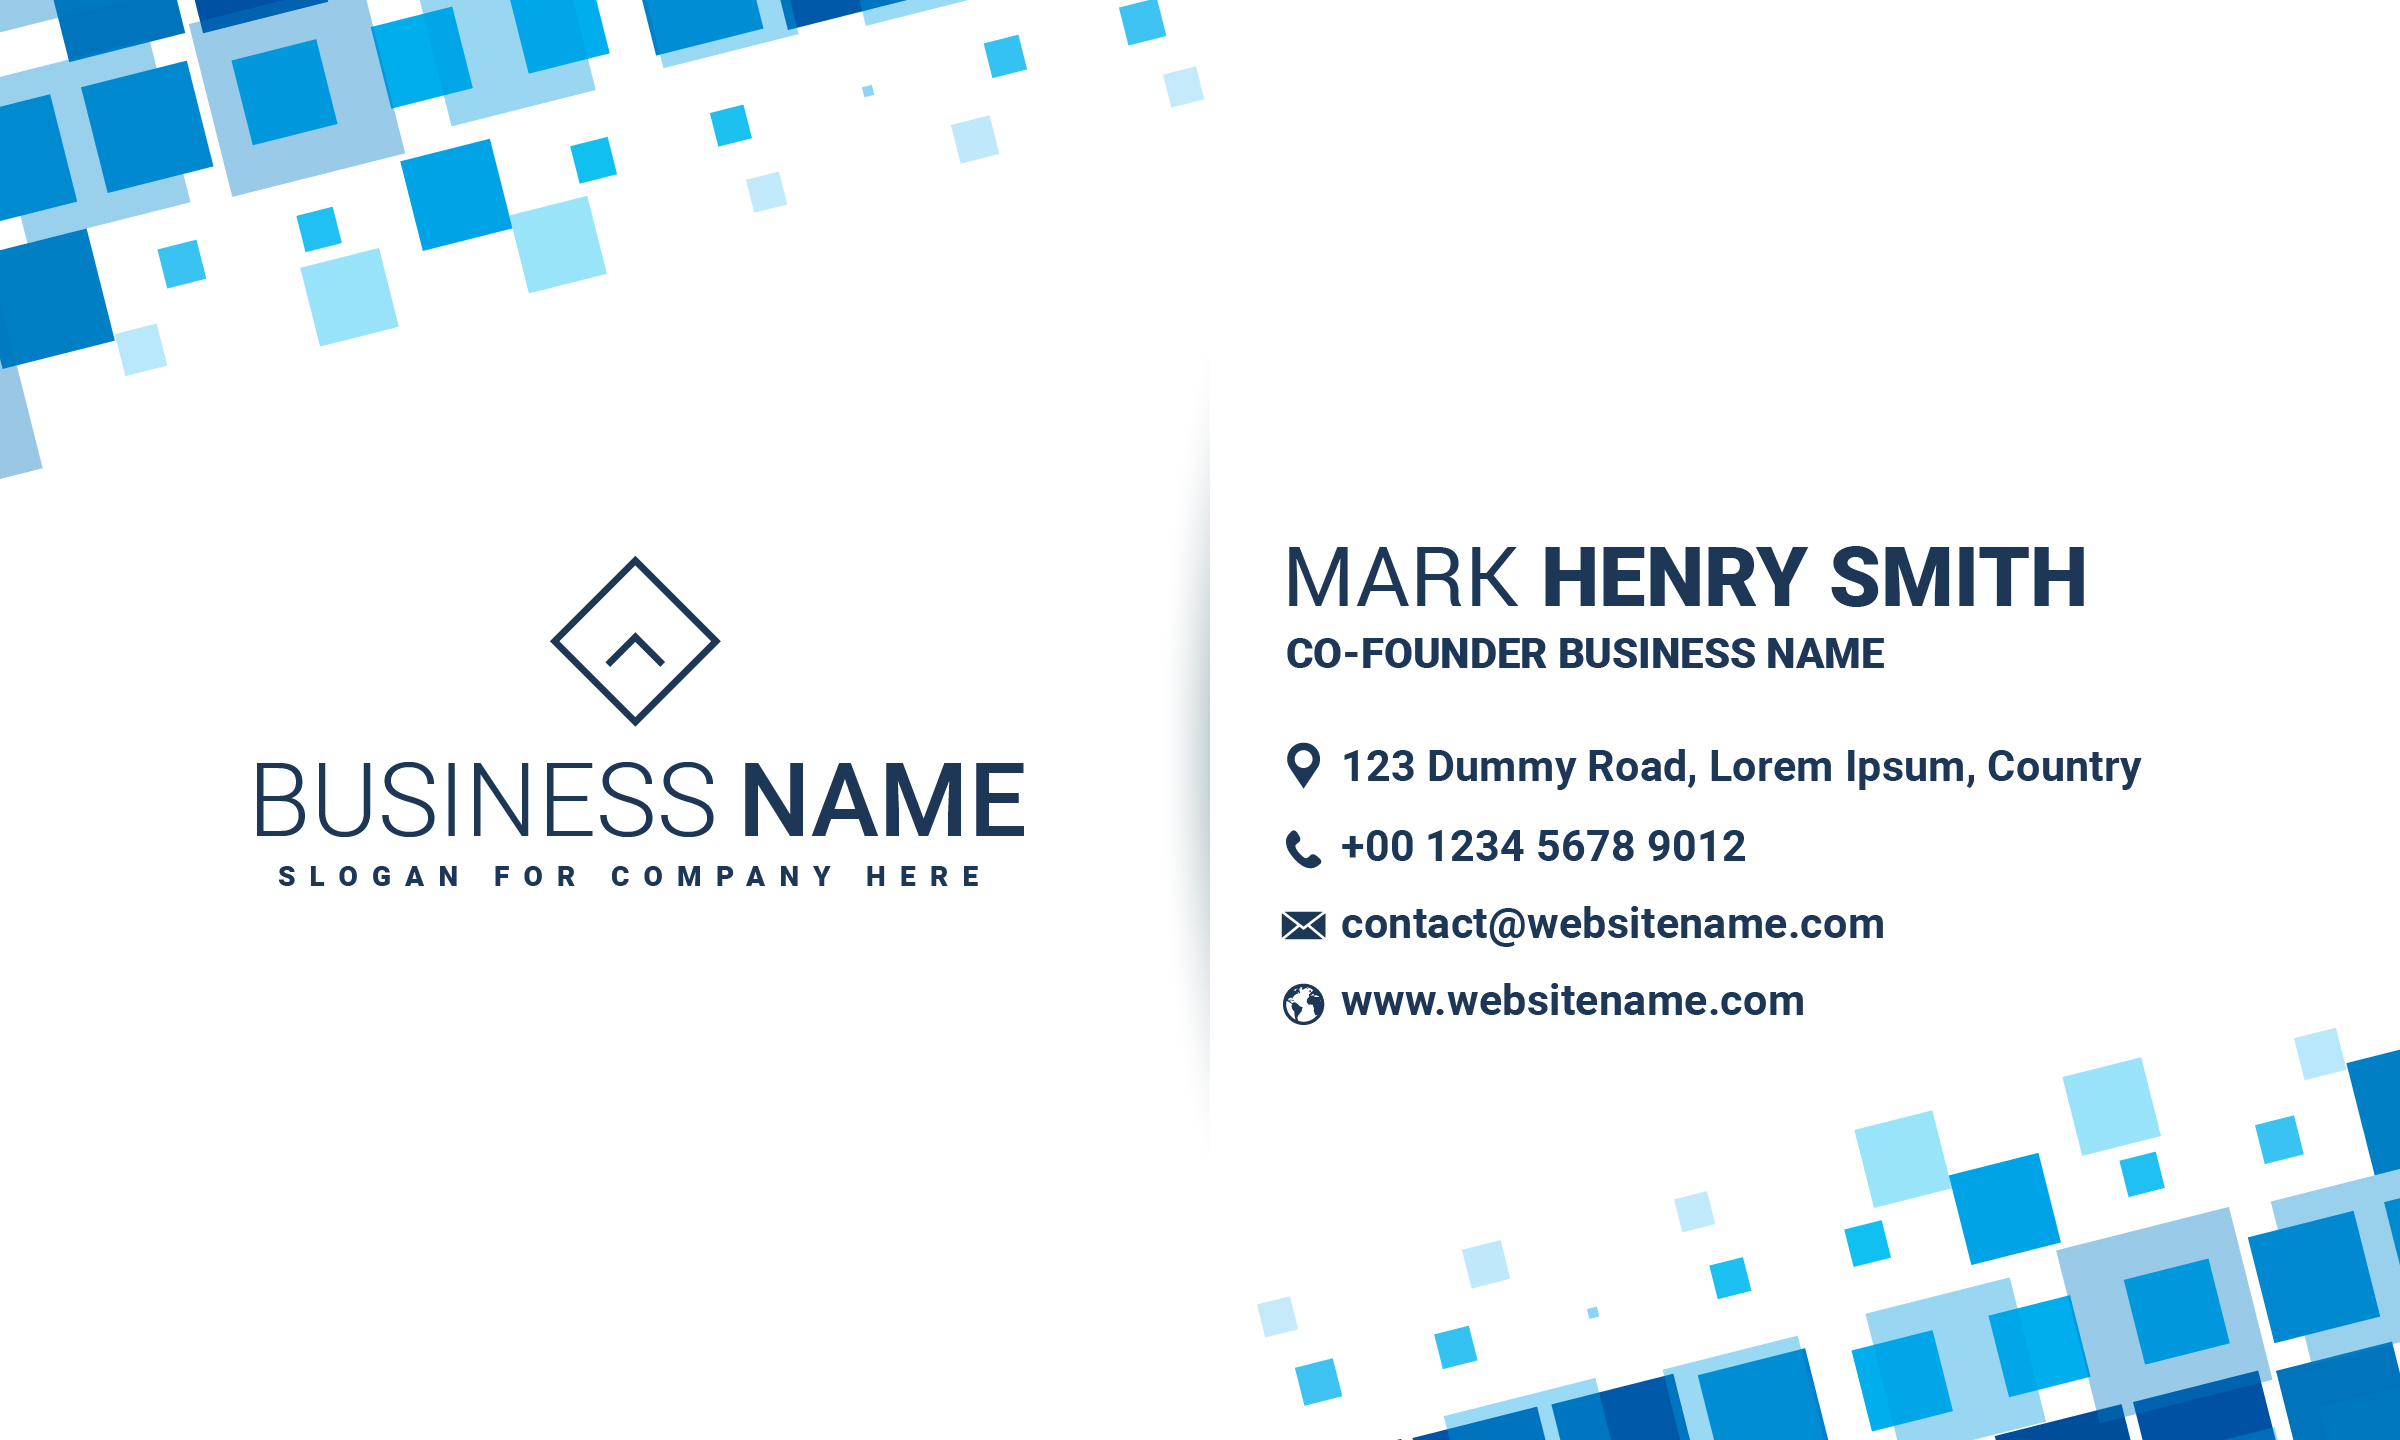 BUSINESS NAME
SLOGAN FOR COMPANY HERE
MARK HENRY SMITH
CO-FOUNDER BUSINESS NAME
123 Dummy Road, Lorem Ipsum, Country
+00 1234 5678 9012
contact@websitename.com
www.websitename.com